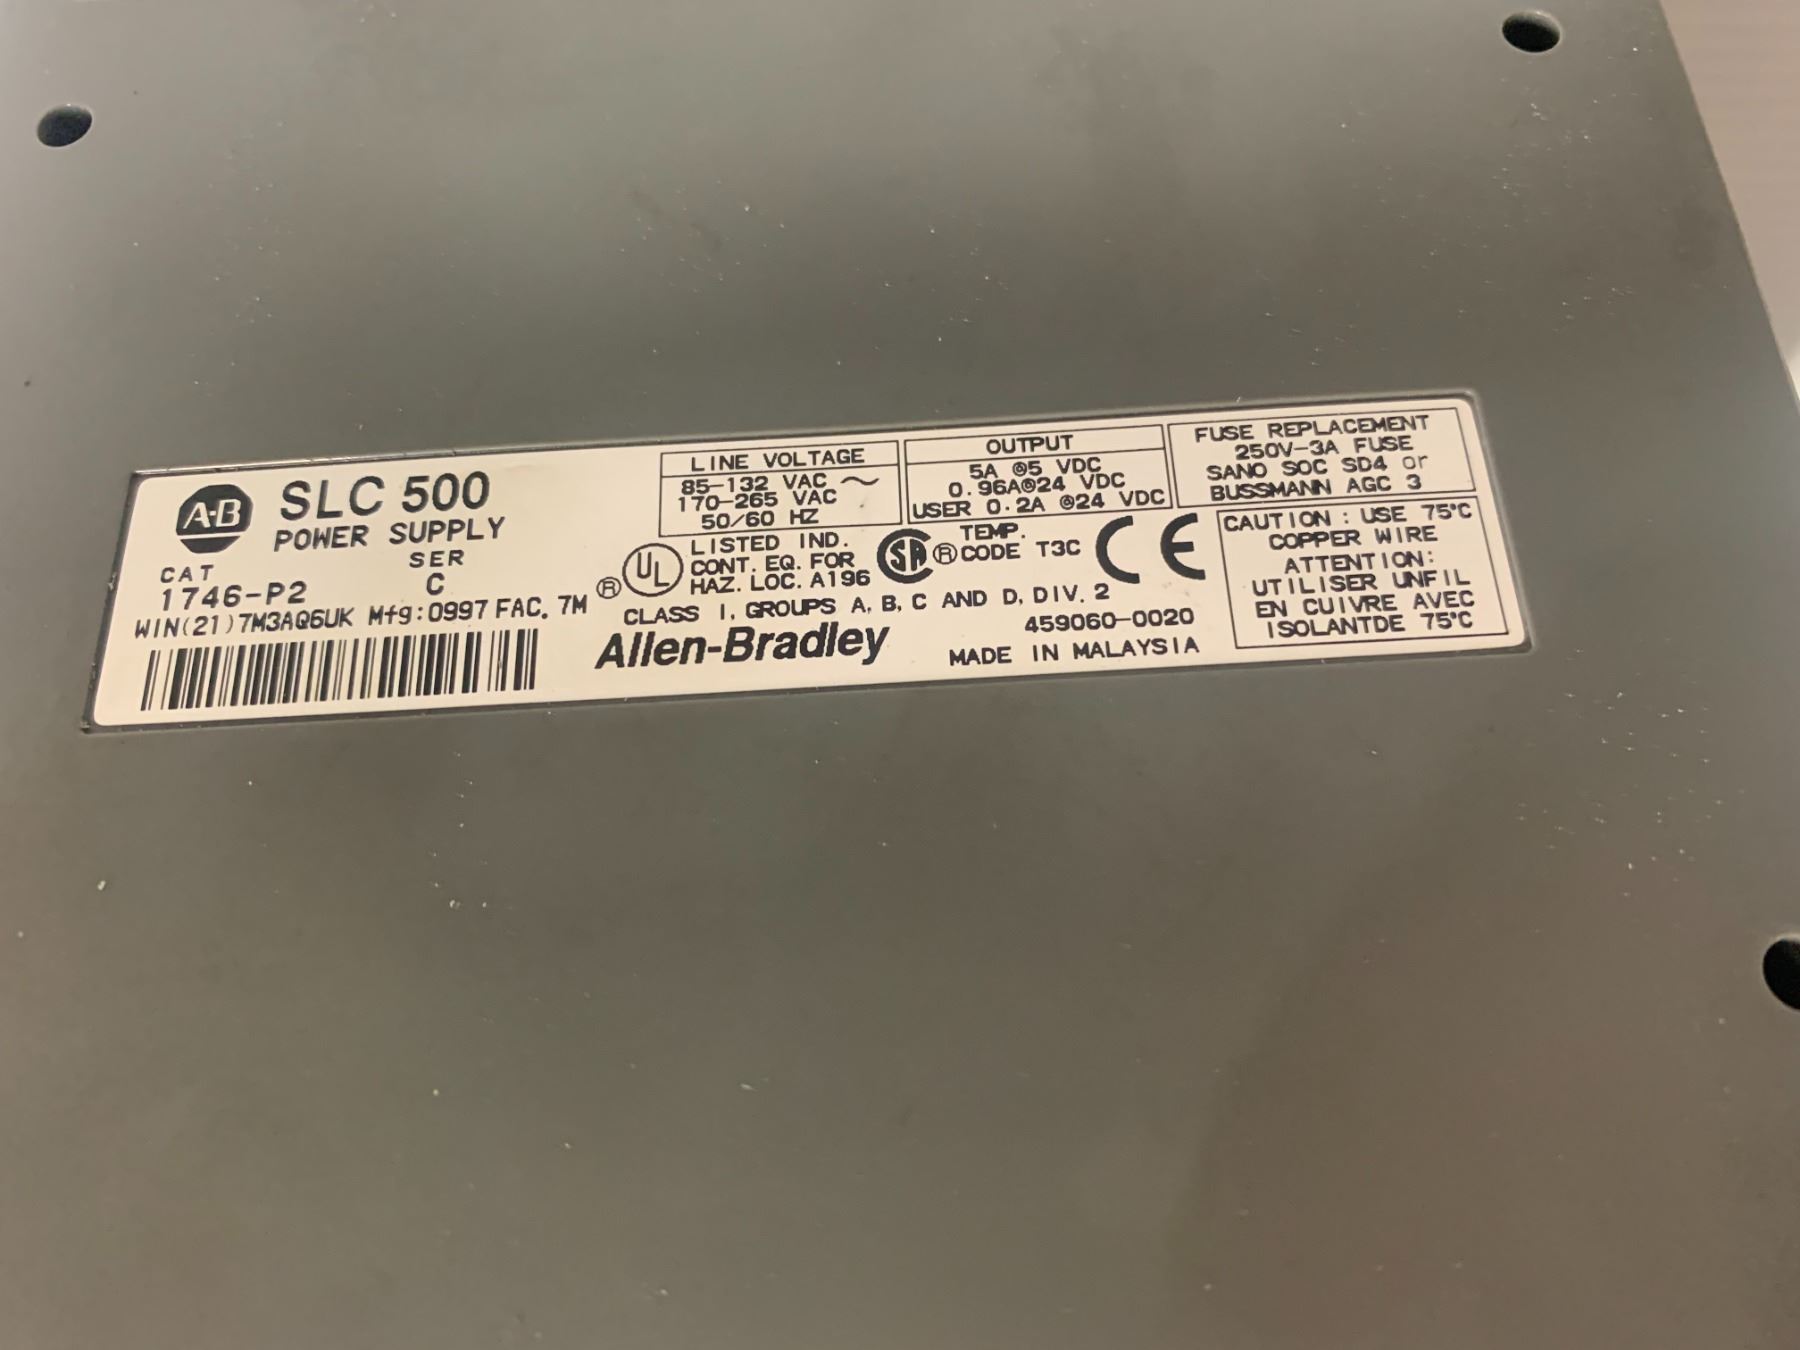 A-B
SLC 500
POWER SUPPLY
CAT
SER
1746-P2
C
WIN(21)7M3AQ6UK Mfg:0997 FAC. 7M
LINE VOLTAGE
85-132 VAC ~
170-265 VAC
50/60 HZ
OUTPUT
5A @5 VDC
0.96A@24 VDC
USER 0.2A @24 VDC
FUSE REPLACEMENT
250V-3A FUSE
SANO SOC SD4 or
BUSSMANN AGC 3
® UL
LISTED IND.
CONT. EQ. FOR
HAZ. LOC. A196
SA ®
TEMP.
CODE T3C
CE
CLASS I, GROUPS A, B, C AND D, DIV. 2
Allen-Bradley
459060-0020
MADE IN MALAYSIA
CAUTION: USE 75°C
COPPER WIRE
ATTENTION:
UTILISER UNFIL
EN CUIVRE AVEC
ISOLANTDE 75°C